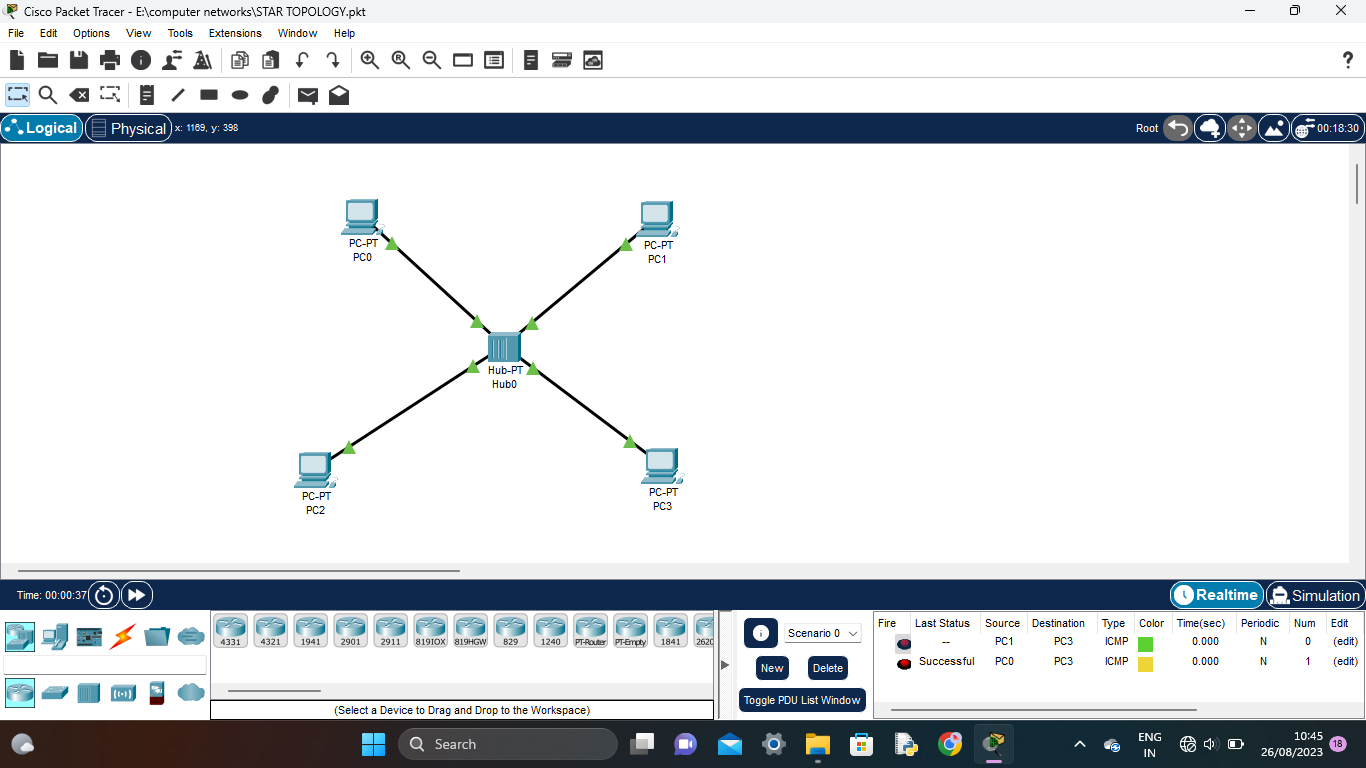 Cisco Packet Tracer - E:\computer networks\STAR TOPOLOGY.pkt
File Edit Options View Tools Extensions Window Help
Logical Physical x: 1169, y: 398 Root 00:18:30
PC-PT
PC0
PC-PT
PC1
Hub-PT
Hub0
PC-PT
PC2
PC-PT
PC3
Time: 00:00:37 Realtime Simulation
4331 4321 1941 2901 2911 819IOX 819HGW 829 1240 PT-Router PT-Empty 1841 2620
(Select a Device to Drag and Drop to the Workspace)
Scenario 0
New Delete
Toggle PDU List Window
Fire Last Status Source Destination Type Color Time(sec) Periodic Num Edit
-- PC1 PC3 ICMP 0.000 N 0 (edit)
Successful PC0 PC3 ICMP 0.000 N 1 (edit)
Search
ENG
IN
10:45
26/08/2023
18